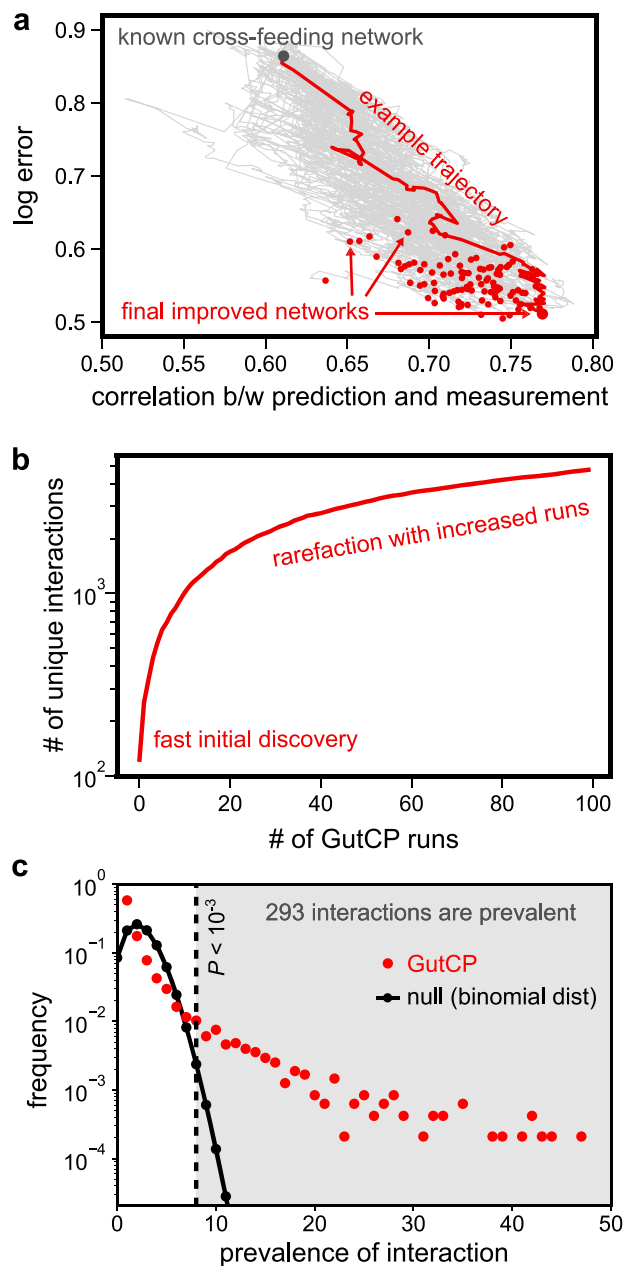 a
known cross-feeding network
example trajectory
final improved networks
log error
0.9
0.8
0.7
0.6
0.5
0.50 0.60 0.65 0.70 0.75 0.80
correlation b/w prediction and measurement
b
rarefaction with increased runs
fast initial discovery
# of unique interactions
10^3
10^2
0 20 40 60 80 100
# of GutCP runs
c
293 interactions are prevalent
P < 10^-3
GutCP
null (binomial dist)
frequency
10^0
10^-1
10^-2
10^-3
10^-4
0 10 20 30 40 50
prevalence of interaction